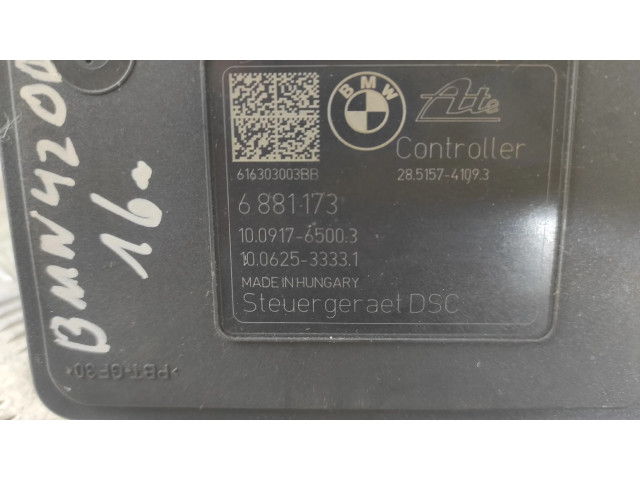 BMW
Ate
Controller
616303003BB
28.5157-4109.3
6 881 173
10.0917-6500.3
10.0625-3333.1
MADE IN HUNGARY
Steuergeraet DSC
>PBT-GF30<
BMW 420D
16a